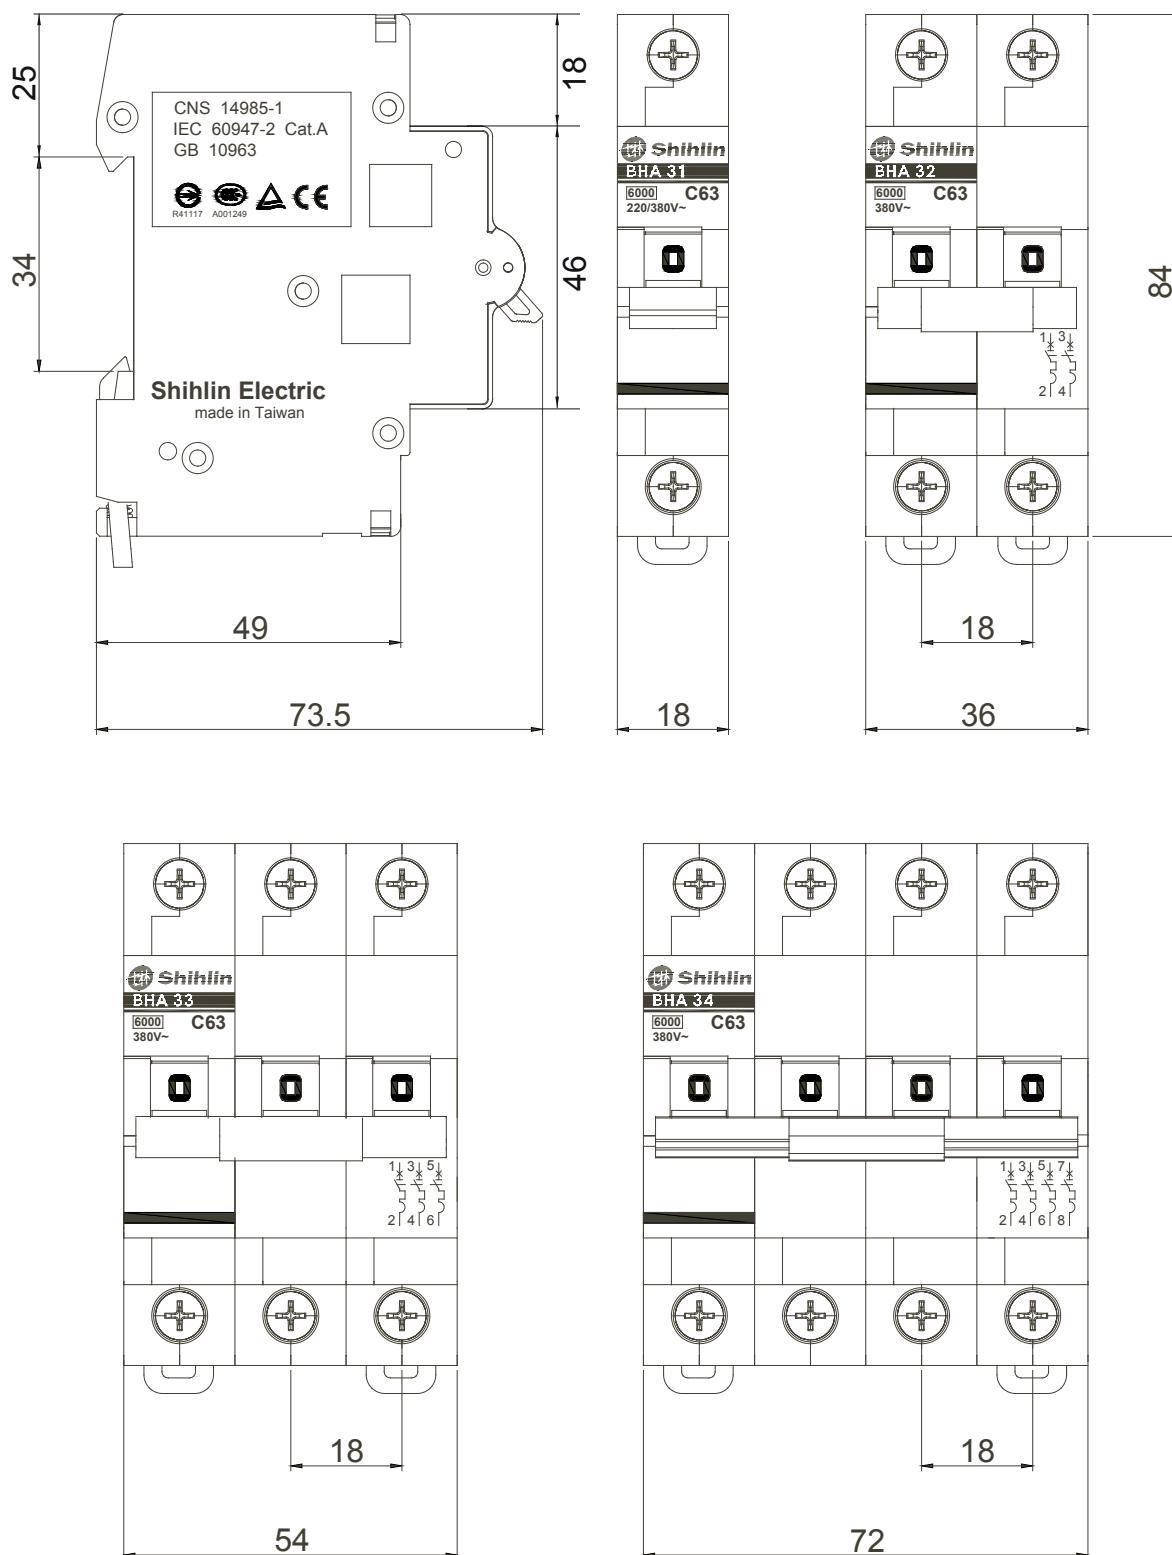 25
CNS 14985-1
IEC 60947-2 Cat.A
GB 10963
R41117 A001249
34
Shihlin Electric
made in Taiwan
49
73.5
18
46
Shihlin
BHA 31
6000 C63
220/380V~
18
Shihlin
BHA 32
6000 C63
380V~
1 3
2 4
84
18
36
Shihlin
BHA 33
6000 C63
380V~
1 3 5
2 4 6
18
54
Shihlin
BHA 34
6000 C63
380V~
1 3 5 7
2 4 6 8
18
72